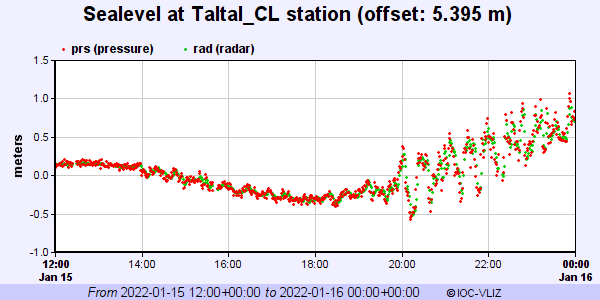 Sealevel at Taltal_CL station (offset: 5.395 m)
prs (pressure) rad (radar)
1.5
1.0
0.5
0.0
-0.5
-1.0
meters
12:00 14:00 16:00 18:00 20:00 22:00 00:00
Jan 15 Jan 16
From 2022-01-15 12:00+00:00 to 2022-01-16 00:00+00:00 © IOC-VLIZ